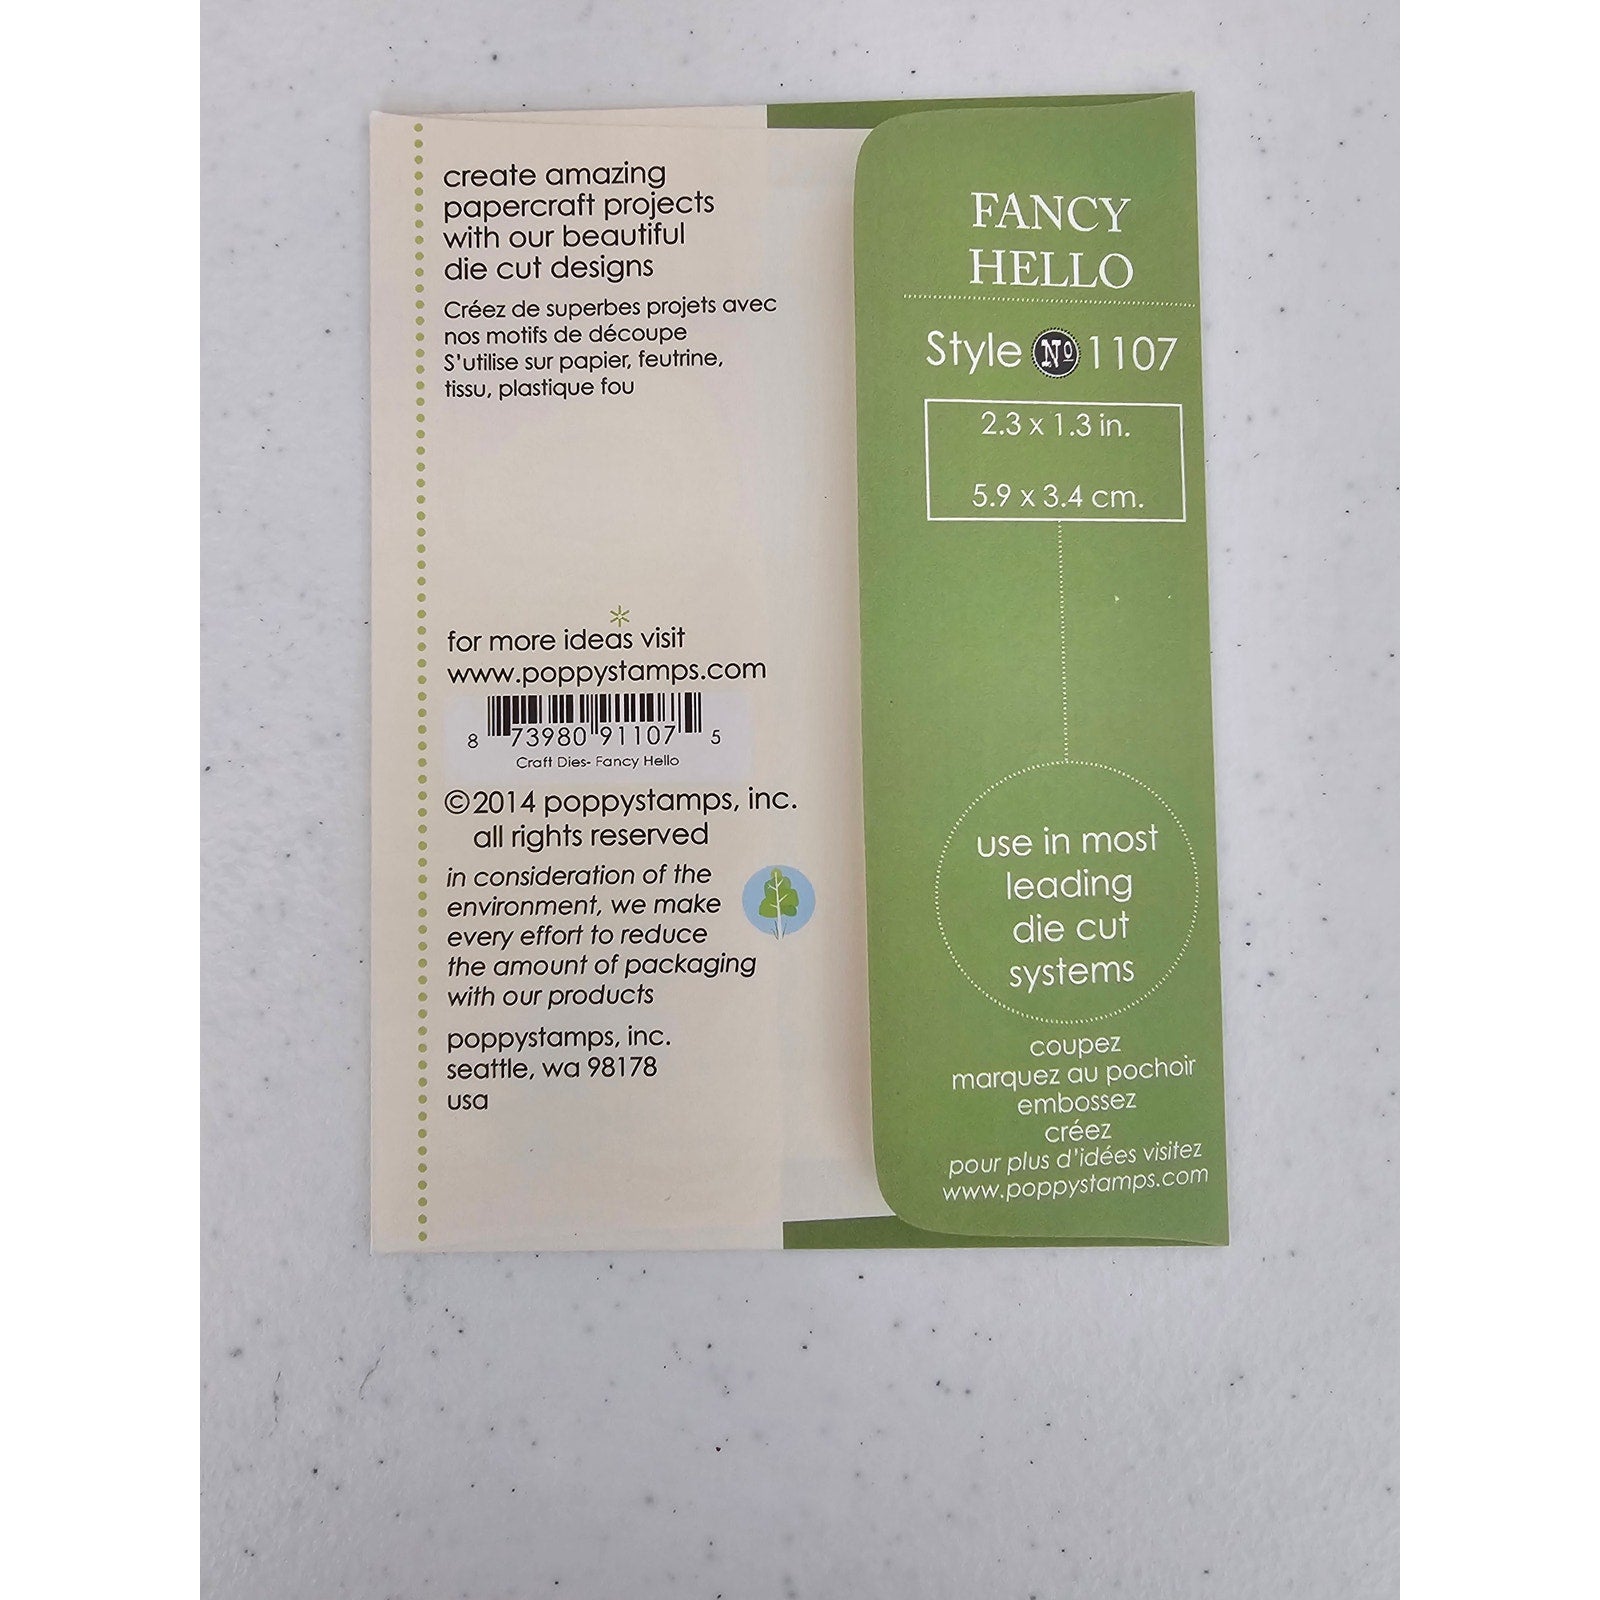 create amazing
papercraft projects
with our beautiful
die cut designs
Créez de superbes projets avec
nos motifs de découpe
S'utilise sur papier, feutrine,
tissu, plastique fou
for more ideas visit
www.poppystamps.com
8 73980 91107 5
Craft Dies- Fancy Hello
©2014 poppystamps, inc.
all rights reserved
in consideration of the
environment, we make
every effort to reduce
the amount of packaging
with our products
poppystamps, inc.
seattle, wa 98178
usa
FANCY
HELLO
Style Nº 1107
2.3 x 1.3 in.
5.9 x 3.4 cm.
use in most
leading
die cut
systems
coupez
marquez au pochoir
embossez
créez
pour plus d'idées visitez
www.poppystamps.com